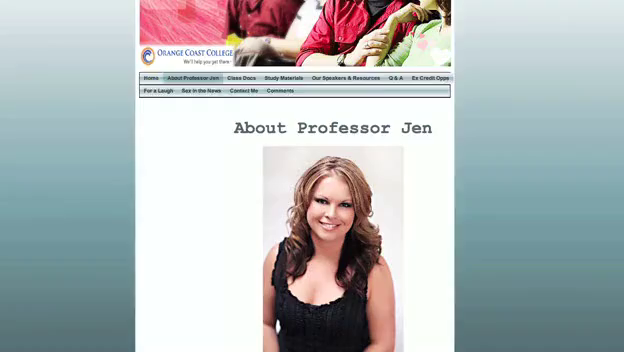 ORANGE COAST COLLEGE
We'll help you get there
Home About Professor Jen Class Docs Study Materials Our Speakers & Resources Q & A Ex Credit Opps
For a Laugh Sex in the News Contact Me Comments
About Professor Jen